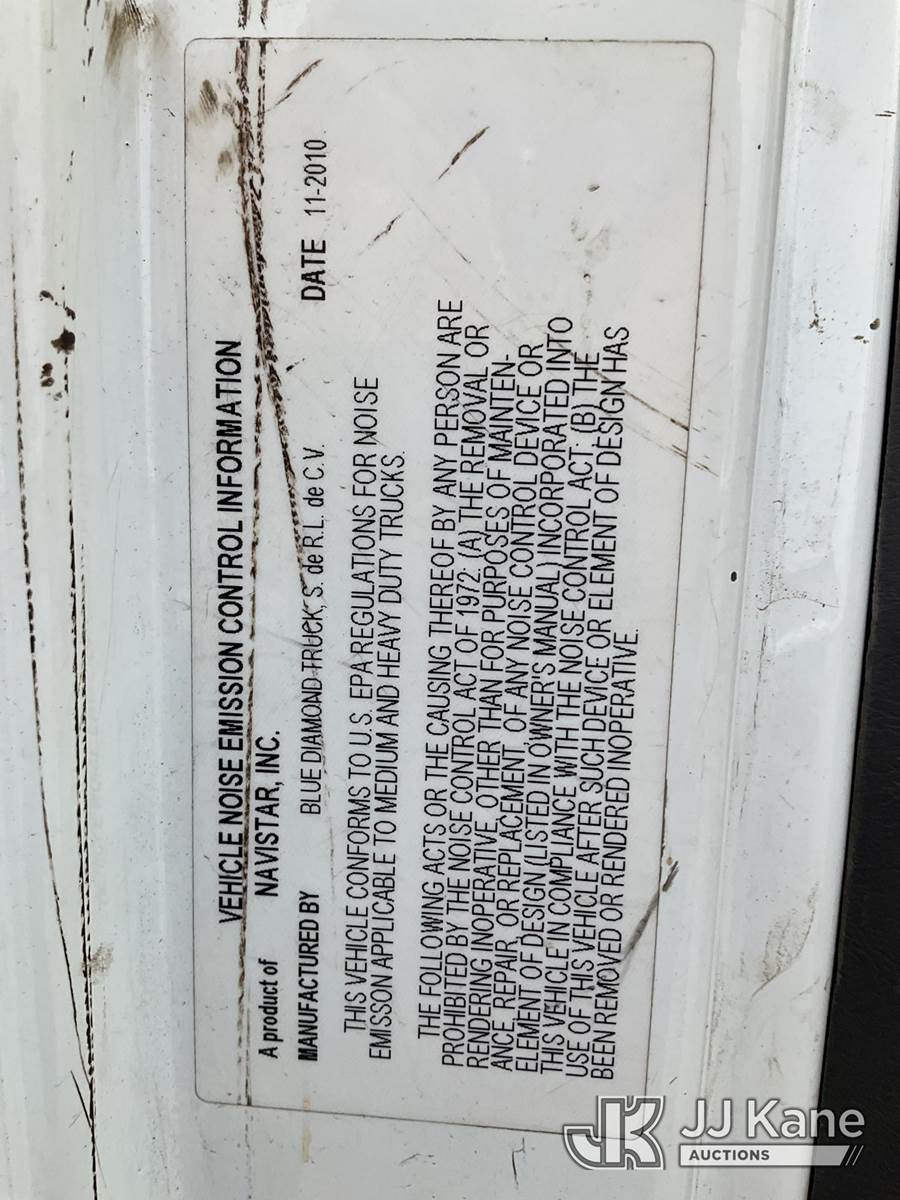 VEHICLE NOISE EMISSION CONTROL INFORMATION
A product of NAVISTAR, INC.
MANUFACTURED BY BLUE DIAMOND TRUCK, S. de R.L. de C.V. DATE 11-2010
THIS VEHICLE CONFORMS TO U.S. EPA REGULATIONS FOR NOISE
EMISSON APPLICABLE TO MEDIUM AND HEAVY DUTY TRUCKS.
THE FOLLOWING ACTS OR THE CAUSING THEREOF BY ANY PERSON ARE
PROHIBITED BY THE NOISE CONTROL ACT OF 1972: (A) THE REMOVAL OR
RENDERING INOPERATIVE, OTHER THAN FOR PURPOSES OF MAINTEN-
ANCE, REPAIR, OR REPLACEMENT, OF ANY NOISE CONTROL DEVICE OR
ELEMENT OF DESIGN (LISTED IN OWNER'S MANUAL) INCORPORATED INTO
THIS VEHICLE IN COMPLIANCE WITH THE NOISE CONTROL ACT: (B) THE
USE OF THIS VEHICLE AFTER SUCH DEVICE OR ELEMENT OF DESIGN HAS
BEEN REMOVED OR RENDERED INOPERATIVE.
JK JJ Kane
AUCTIONS